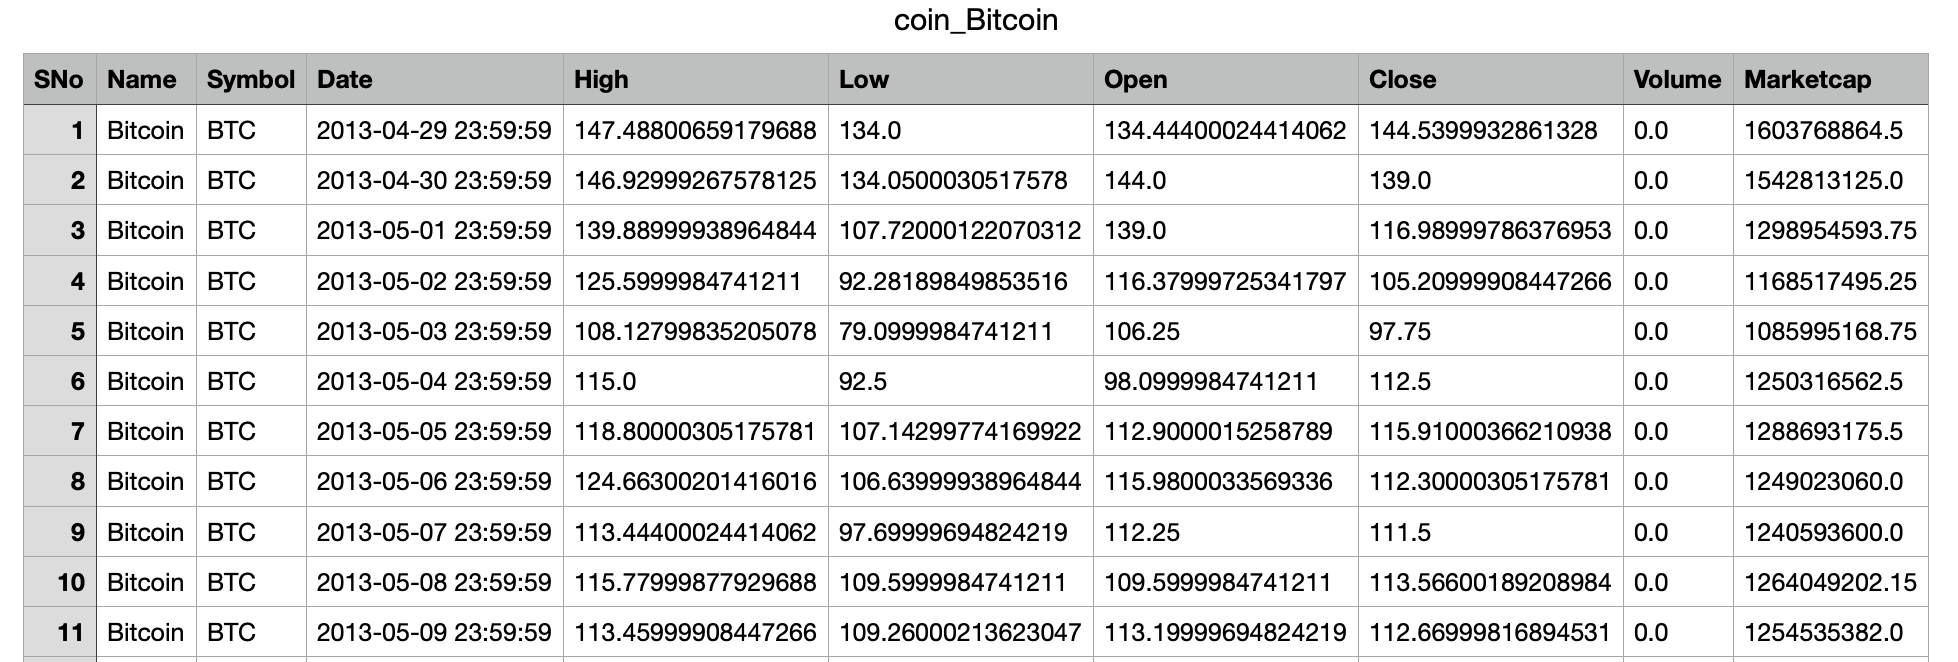 coin_Bitcoin
SNo Name Symbol Date High Low Open Close Volume Marketcap
1 Bitcoin BTC 2013-04-29 23:59:59 147.48800659179688 134.0 134.44400024414062 144.5399932861328 0.0 1603768864.5
2 Bitcoin BTC 2013-04-30 23:59:59 146.92999267578125 134.0500030517578 144.0 139.0 0.0 1542813125.0
3 Bitcoin BTC 2013-05-01 23:59:59 139.88999938964844 107.72000122070312 139.0 116.98999786376953 0.0 1298954593.75
4 Bitcoin BTC 2013-05-02 23:59:59 125.5999984741211 92.28189849853516 116.37999725341797 105.20999908447266 0.0 1168517495.25
5 Bitcoin BTC 2013-05-03 23:59:59 108.12799835205078 79.0999984741211 106.25 97.75 0.0 1085995168.75
6 Bitcoin BTC 2013-05-04 23:59:59 115.0 92.5 98.0999984741211 112.5 0.0 1250316562.5
7 Bitcoin BTC 2013-05-05 23:59:59 118.80000305175781 107.14299774169922 112.9000015258789 115.91000366210938 0.0 1288693175.5
8 Bitcoin BTC 2013-05-06 23:59:59 124.66300201416016 106.63999938964844 115.9800033569336 112.30000305175781 0.0 1249023060.0
9 Bitcoin BTC 2013-05-07 23:59:59 113.44400024414062 97.69999694824219 112.25 111.5 0.0 1240593600.0
10 Bitcoin BTC 2013-05-08 23:59:59 115.77999877929688 109.5999984741211 109.5999984741211 113.56600189208984 0.0 1264049202.15
11 Bitcoin BTC 2013-05-09 23:59:59 113.45999908447266 109.26000213623047 113.19999694824219 112.66999816894531 0.0 1254535382.0